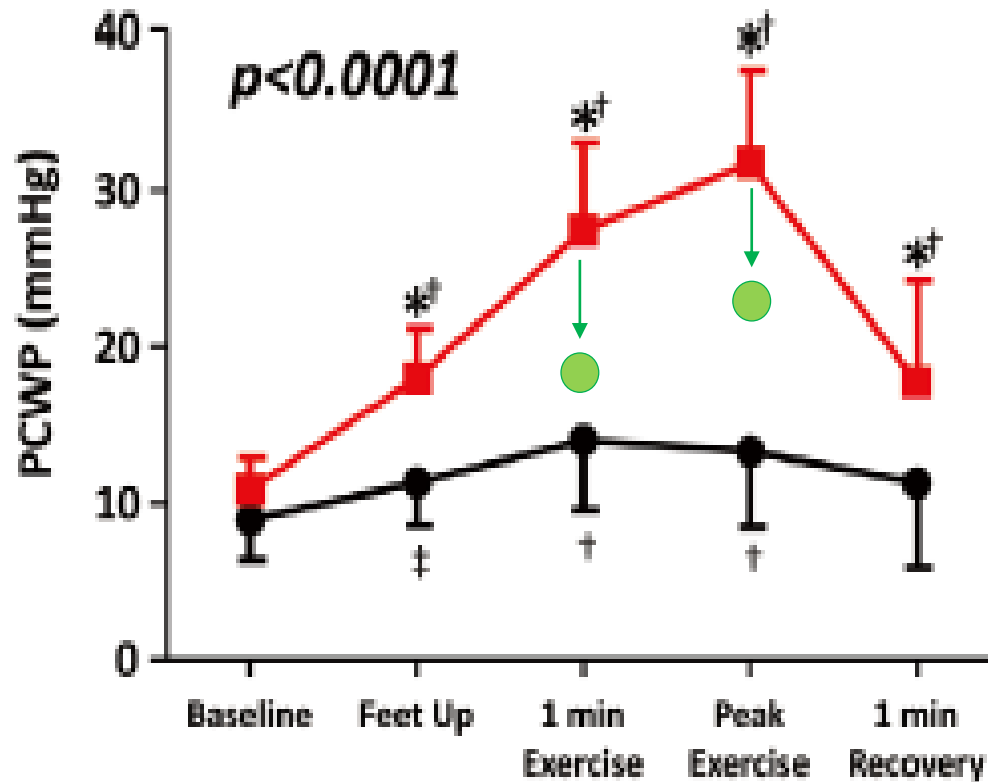 40
p<0.0001
*†
*†
30
*†
*†
PCWP (mmHg)
20
10
‡
†
†
0
Baseline
Feet Up
1 min
Exercise
Peak
Exercise
1 min
Recovery